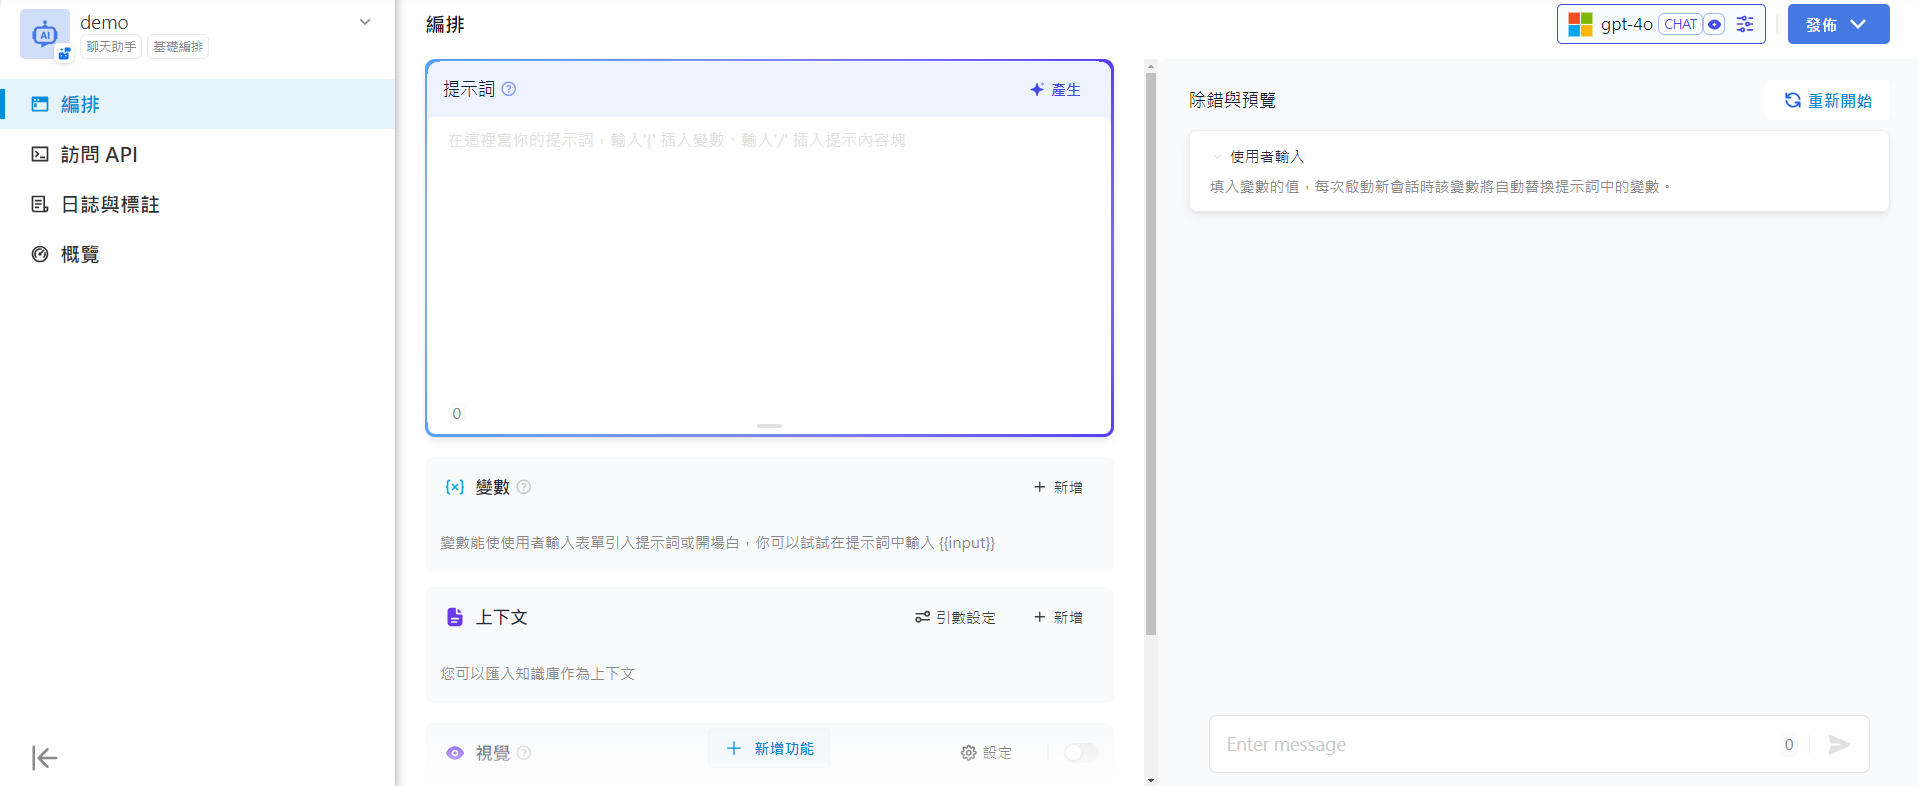 demo
聊天助手 基礎編排
編排
訪問 API
日誌與標註
概覽
編排
gpt-4o CHAT
發佈
提示詞
產生
在這裡寫你的提示詞，輸入'{' 插入變數、輸入'/' 插入提示內容塊
0
變數
+ 新增
變數能使使用者輸入表單引入提示詞或開場白，你可以試試在提示詞中輸入 {{input}}
上下文
引數設定
+ 新增
您可以匯入知識庫作為上下文
視覺
+ 新增功能
設定
除錯與預覽
重新開始
使用者輸入
填入變數的值，每次啟動新會話時該變數將自動替換提示詞中的變數。
Enter message
0